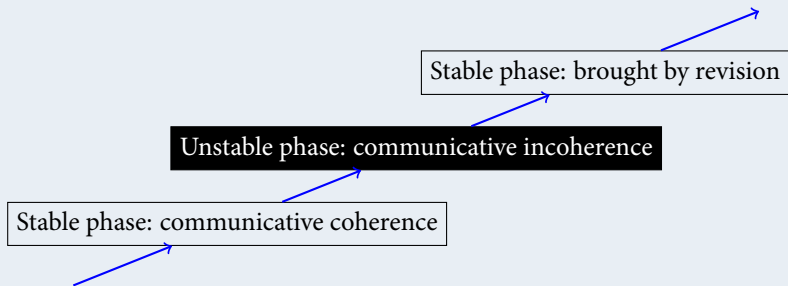 Stable phase: brought by revision
Unstable phase: communicative incoherence
Stable phase: communicative coherence